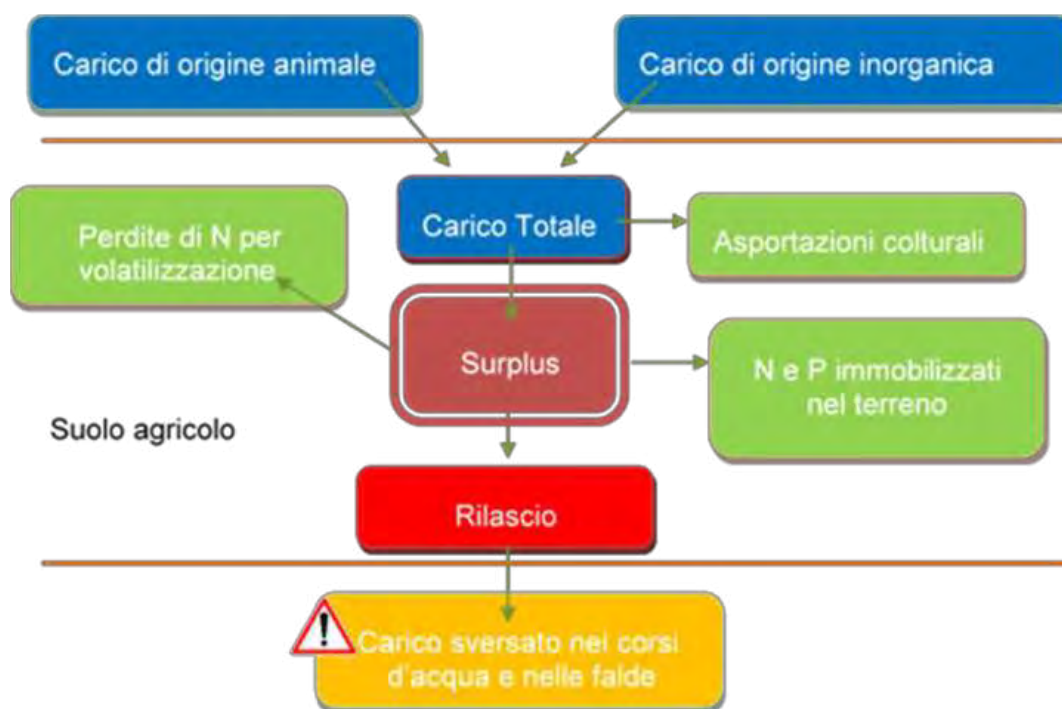 Carico di origine animale
Carico di origine inorganica
Carico Totale
Perdite di N per
volatilizzazione
Asportazioni colturali
Surplus
N e P immobilizzati
nel terreno
Suolo agricolo
Rilascio
Carico sversato nei corsi
d'acqua e nelle falde